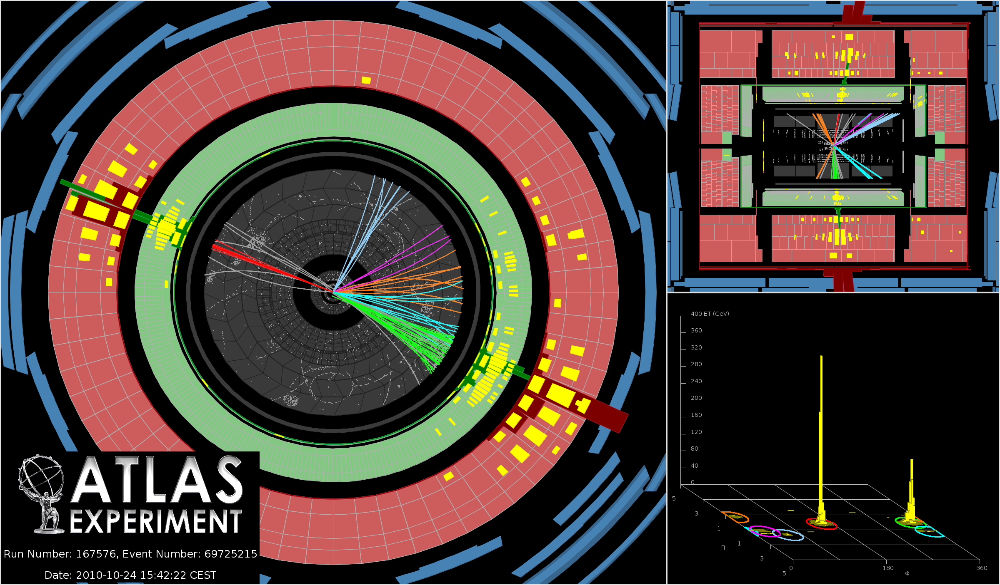 ATLAS
EXPERIMENT
Run Number: 167576, Event Number: 69725215
Date: 2010-10-24 15:42:22 CEST
400 ET (GeV)
360
320
280
240
200
160
120
80
40
0
-5
-3
-1
η
1
3
5
0
180
Φ
360